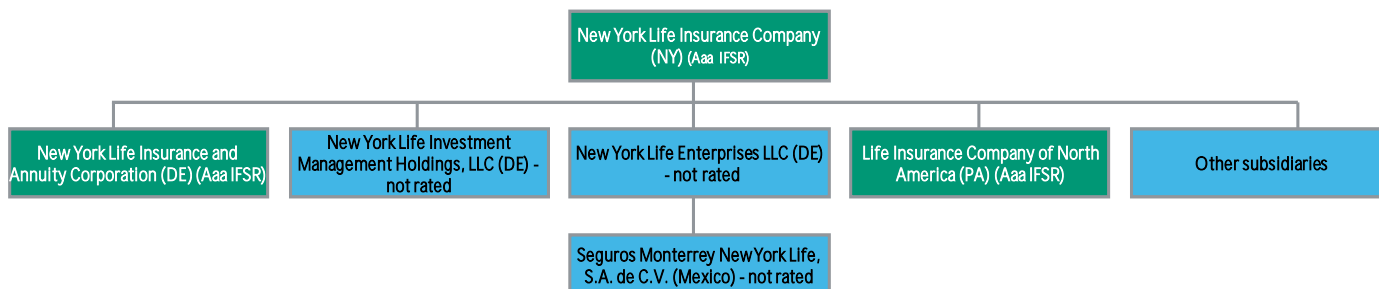 New York Life Insurance Company
(NY) (Aaa IFSR)
New York Life Insurance and
Annuity Corporation (DE) (Aaa IFSR)
New York Life Investment
Management Holdings, LLC (DE) -
not rated
New York Life Enterprises LLC (DE)
- not rated
Life Insurance Company of North
America (PA) (Aaa IFSR)
Other subsidiaries
Seguros Monterrey New York Life,
S.A. de C.V. (Mexico) - not rated